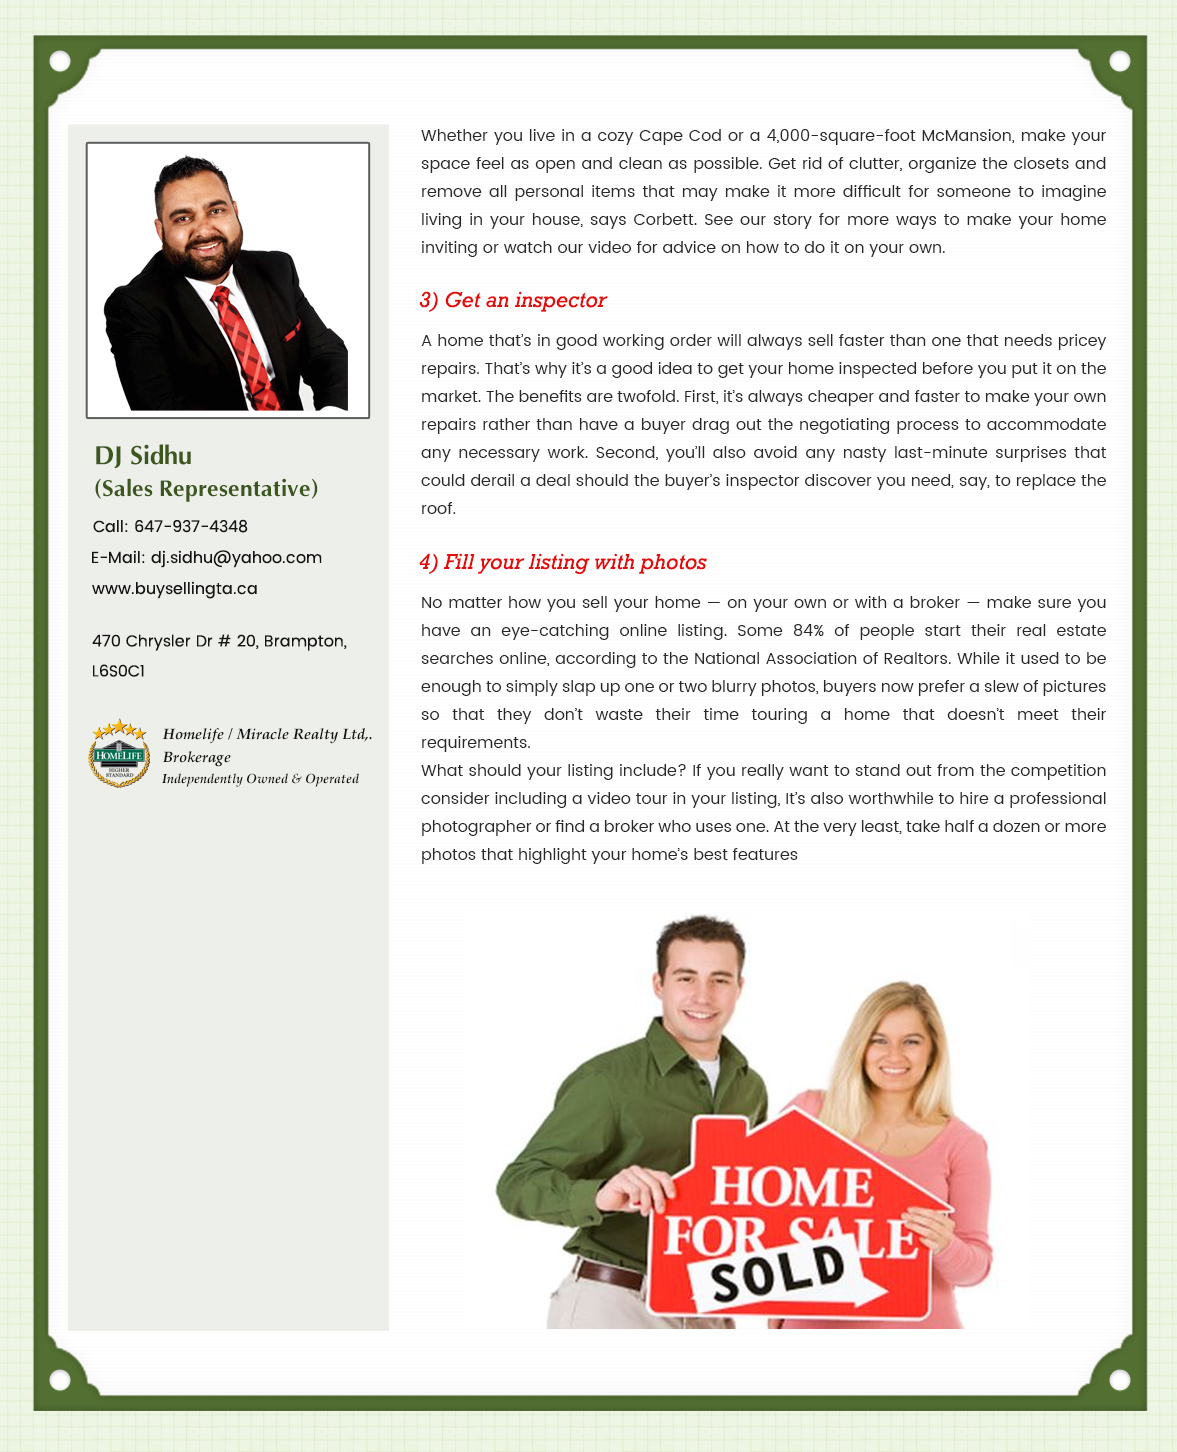 DJ Sidhu
(Sales Representative)
Call: 647-937-4348
E-Mail: dj.sidhu@yahoo.com
www.buysellingta.ca
470 Chrysler Dr # 20, Brampton,
L6S0C1
HOMELIFE
HIGHER
STANDARD
Homelife / Miracle Realty Ltd,.
Brokerage
Independently Owned & Operated
Whether you live in a cozy Cape Cod or a 4,000-square-foot McMansion, make your
space feel as open and clean as possible. Get rid of clutter, organize the closets and
remove all personal items that may make it more difficult for someone to imagine
living in your house, says Corbett. See our story for more ways to make your home
inviting or watch our video for advice on how to do it on your own.
3) Get an inspector
A home that’s in good working order will always sell faster than one that needs pricey
repairs. That’s why it’s a good idea to get your home inspected before you put it on the
market. The benefits are twofold. First, it’s always cheaper and faster to make your own
repairs rather than have a buyer drag out the negotiating process to accommodate
any necessary work. Second, you’ll also avoid any nasty last-minute surprises that
could derail a deal should the buyer’s inspector discover you need, say, to replace the
roof.
4) Fill your listing with photos
No matter how you sell your home — on your own or with a broker — make sure you
have an eye-catching online listing. Some 84% of people start their real estate
searches online, according to the National Association of Realtors. While it used to be
enough to simply slap up one or two blurry photos, buyers now prefer a slew of pictures
so that they don’t waste their time touring a home that doesn’t meet their
requirements.
What should your listing include? If you really want to stand out from the competition
consider including a video tour in your listing, It’s also worthwhile to hire a professional
photographer or find a broker who uses one. At the very least, take half a dozen or more
photos that highlight your home’s best features
HOME
FOR SALE
SOLD